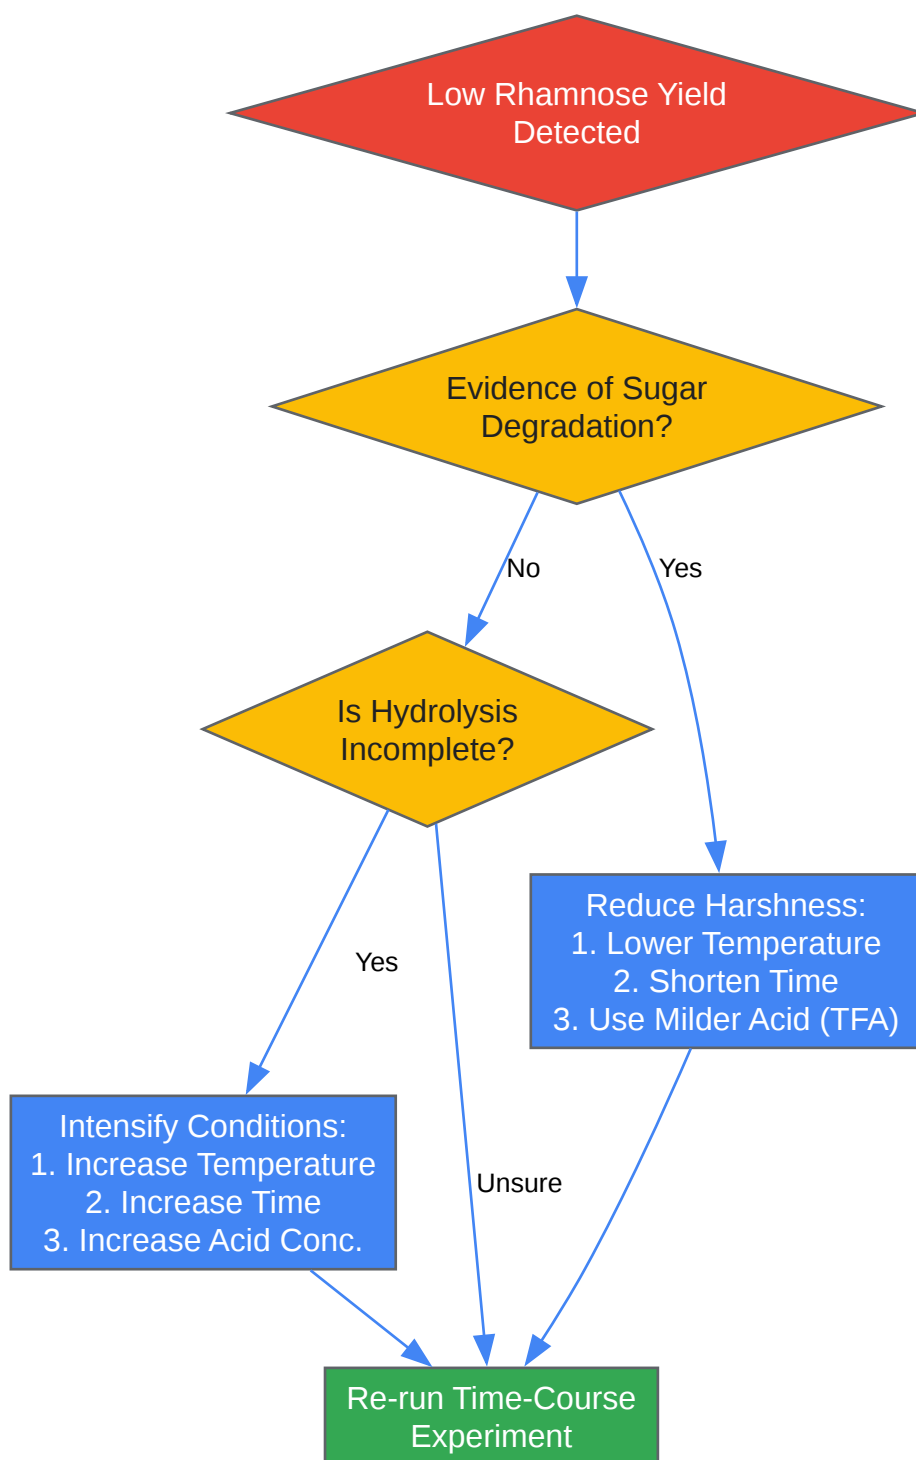 Low Rhamnose Yield
Detected
Evidence of Sugar
Degradation?
No
Yes
Is Hydrolysis
Incomplete?
Reduce Harshness:
1. Lower Temperature
2. Shorten Time
3. Use Milder Acid (TFA)
Yes
Intensify Conditions:
1. Increase Temperature
2. Increase Time
3. Increase Acid Conc.
Unsure
Re-run Time-Course
Experiment